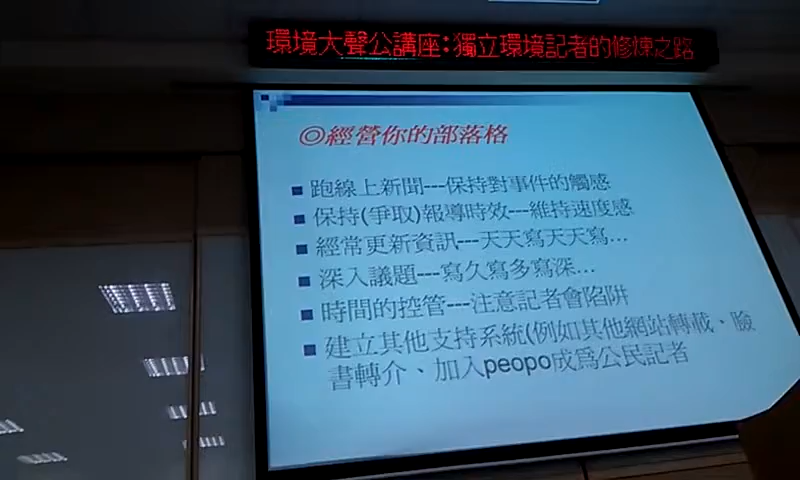 環境大聲公講座:獨立環境記者的修煉之路
◎經營你的部落格
跑線上新聞---保持對事件的觸感
保持(爭取)報導時效---維持速度感
經常更新資訊---天天寫天天寫...
深入議題---寫久寫多寫深...
時間的控管---注意記者會陷阱
建立其他支持系統(例如其他網站轉載、臉
書轉介、加入peopo成為公民記者